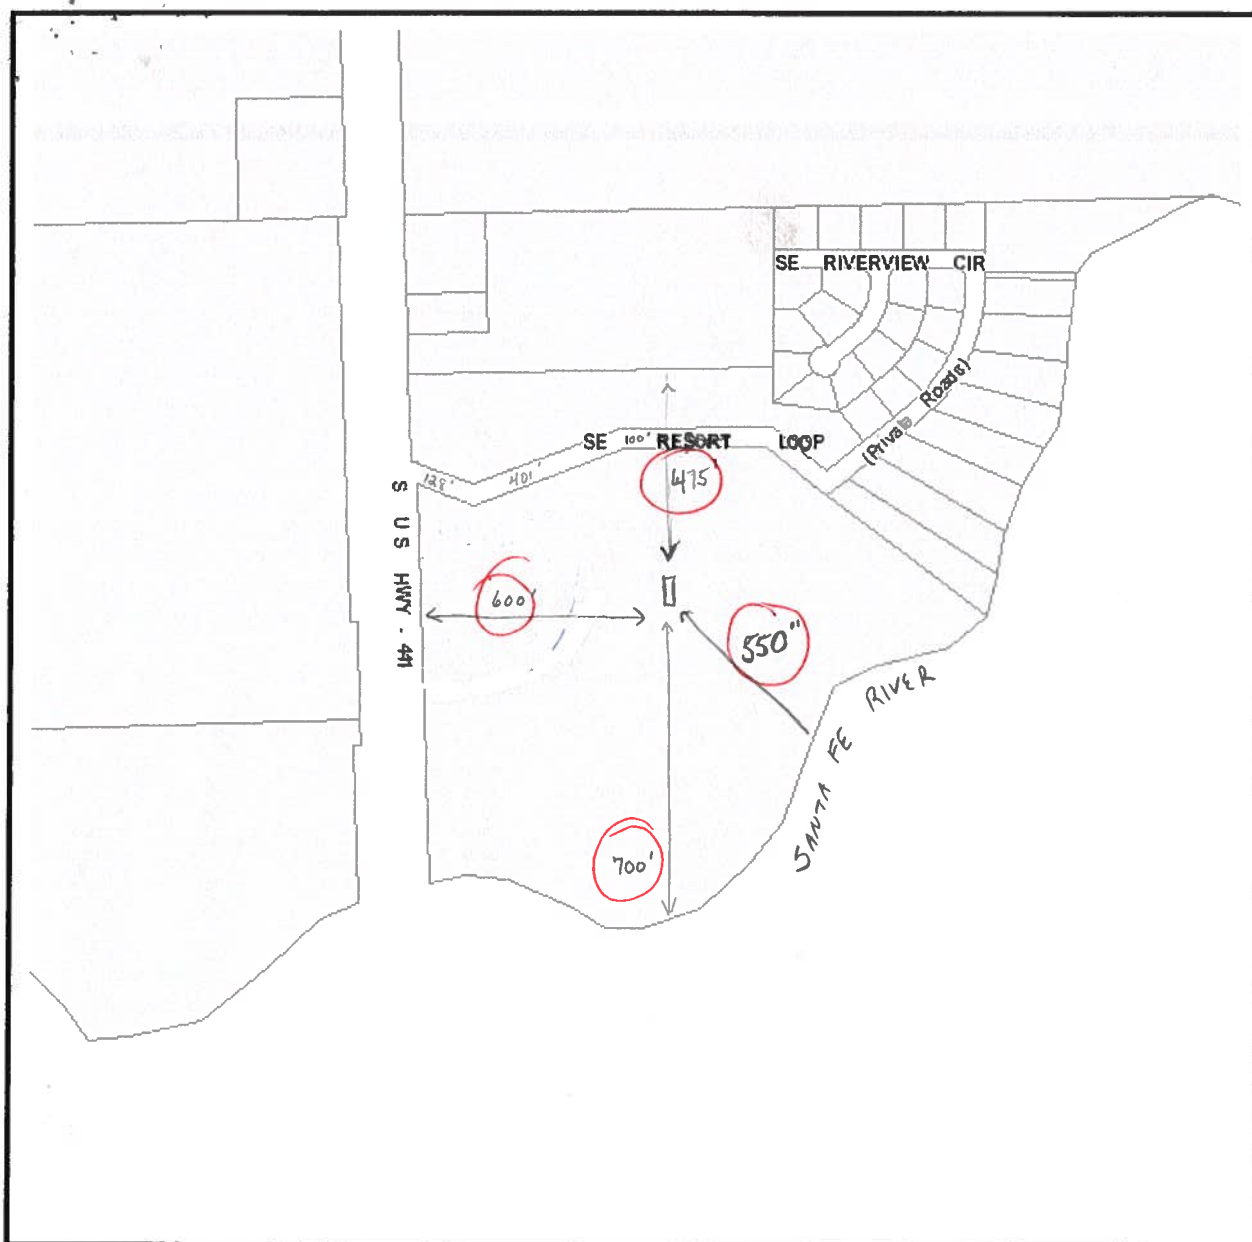 SE RIVERVIEW CIR
(Private Roads)
SE 100' RESORT LOOP
475'
128'
401'
S US HWY . 441
600'
550"
SANTA FE RIVER
700'